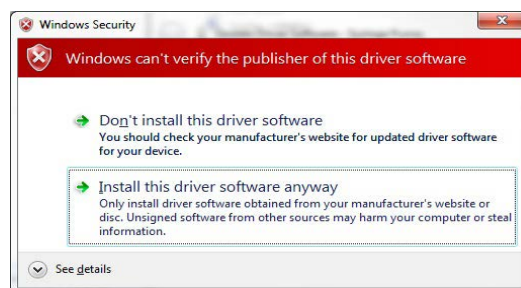 Windows Security
Windows can't verify the publisher of this driver software
Don't install this driver software
You should check your manufacturer's website for updated driver software
for your device.
Install this driver software anyway
Only install driver software obtained from your manufacturer's website or
disc. Unsigned software from other sources may harm your computer or steal
information.
See details